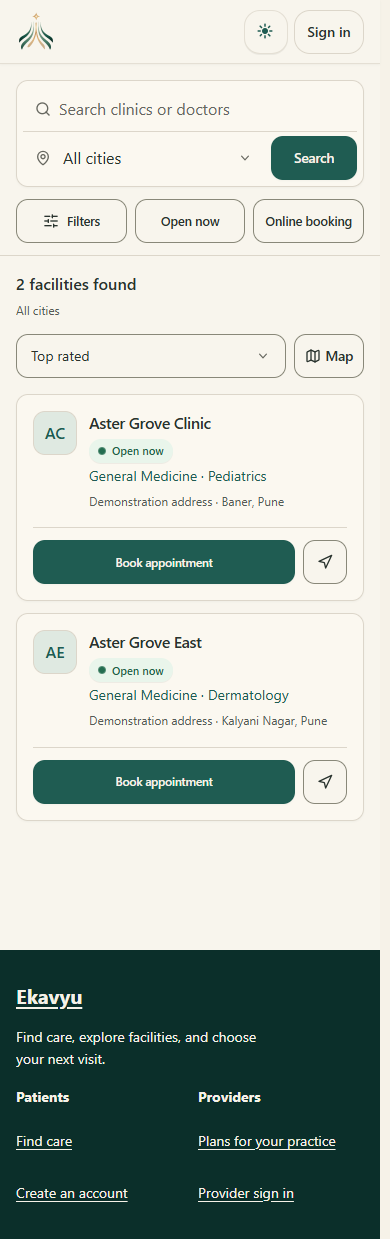 Sign in
Search clinics or doctors
All cities
Search
Filters
Open now
Online booking
2 facilities found
All cities
Top rated
Map
AC
Aster Grove Clinic
Open now
General Medicine · Pediatrics
Demonstration address · Baner, Pune
Book appointment
AE
Aster Grove East
Open now
General Medicine · Dermatology
Demonstration address · Kalyani Nagar, Pune
Book appointment
Ekavyu
Find care, explore facilities, and choose
your next visit.
Patients
Providers
Find care
Plans for your practice
Create an account
Provider sign in